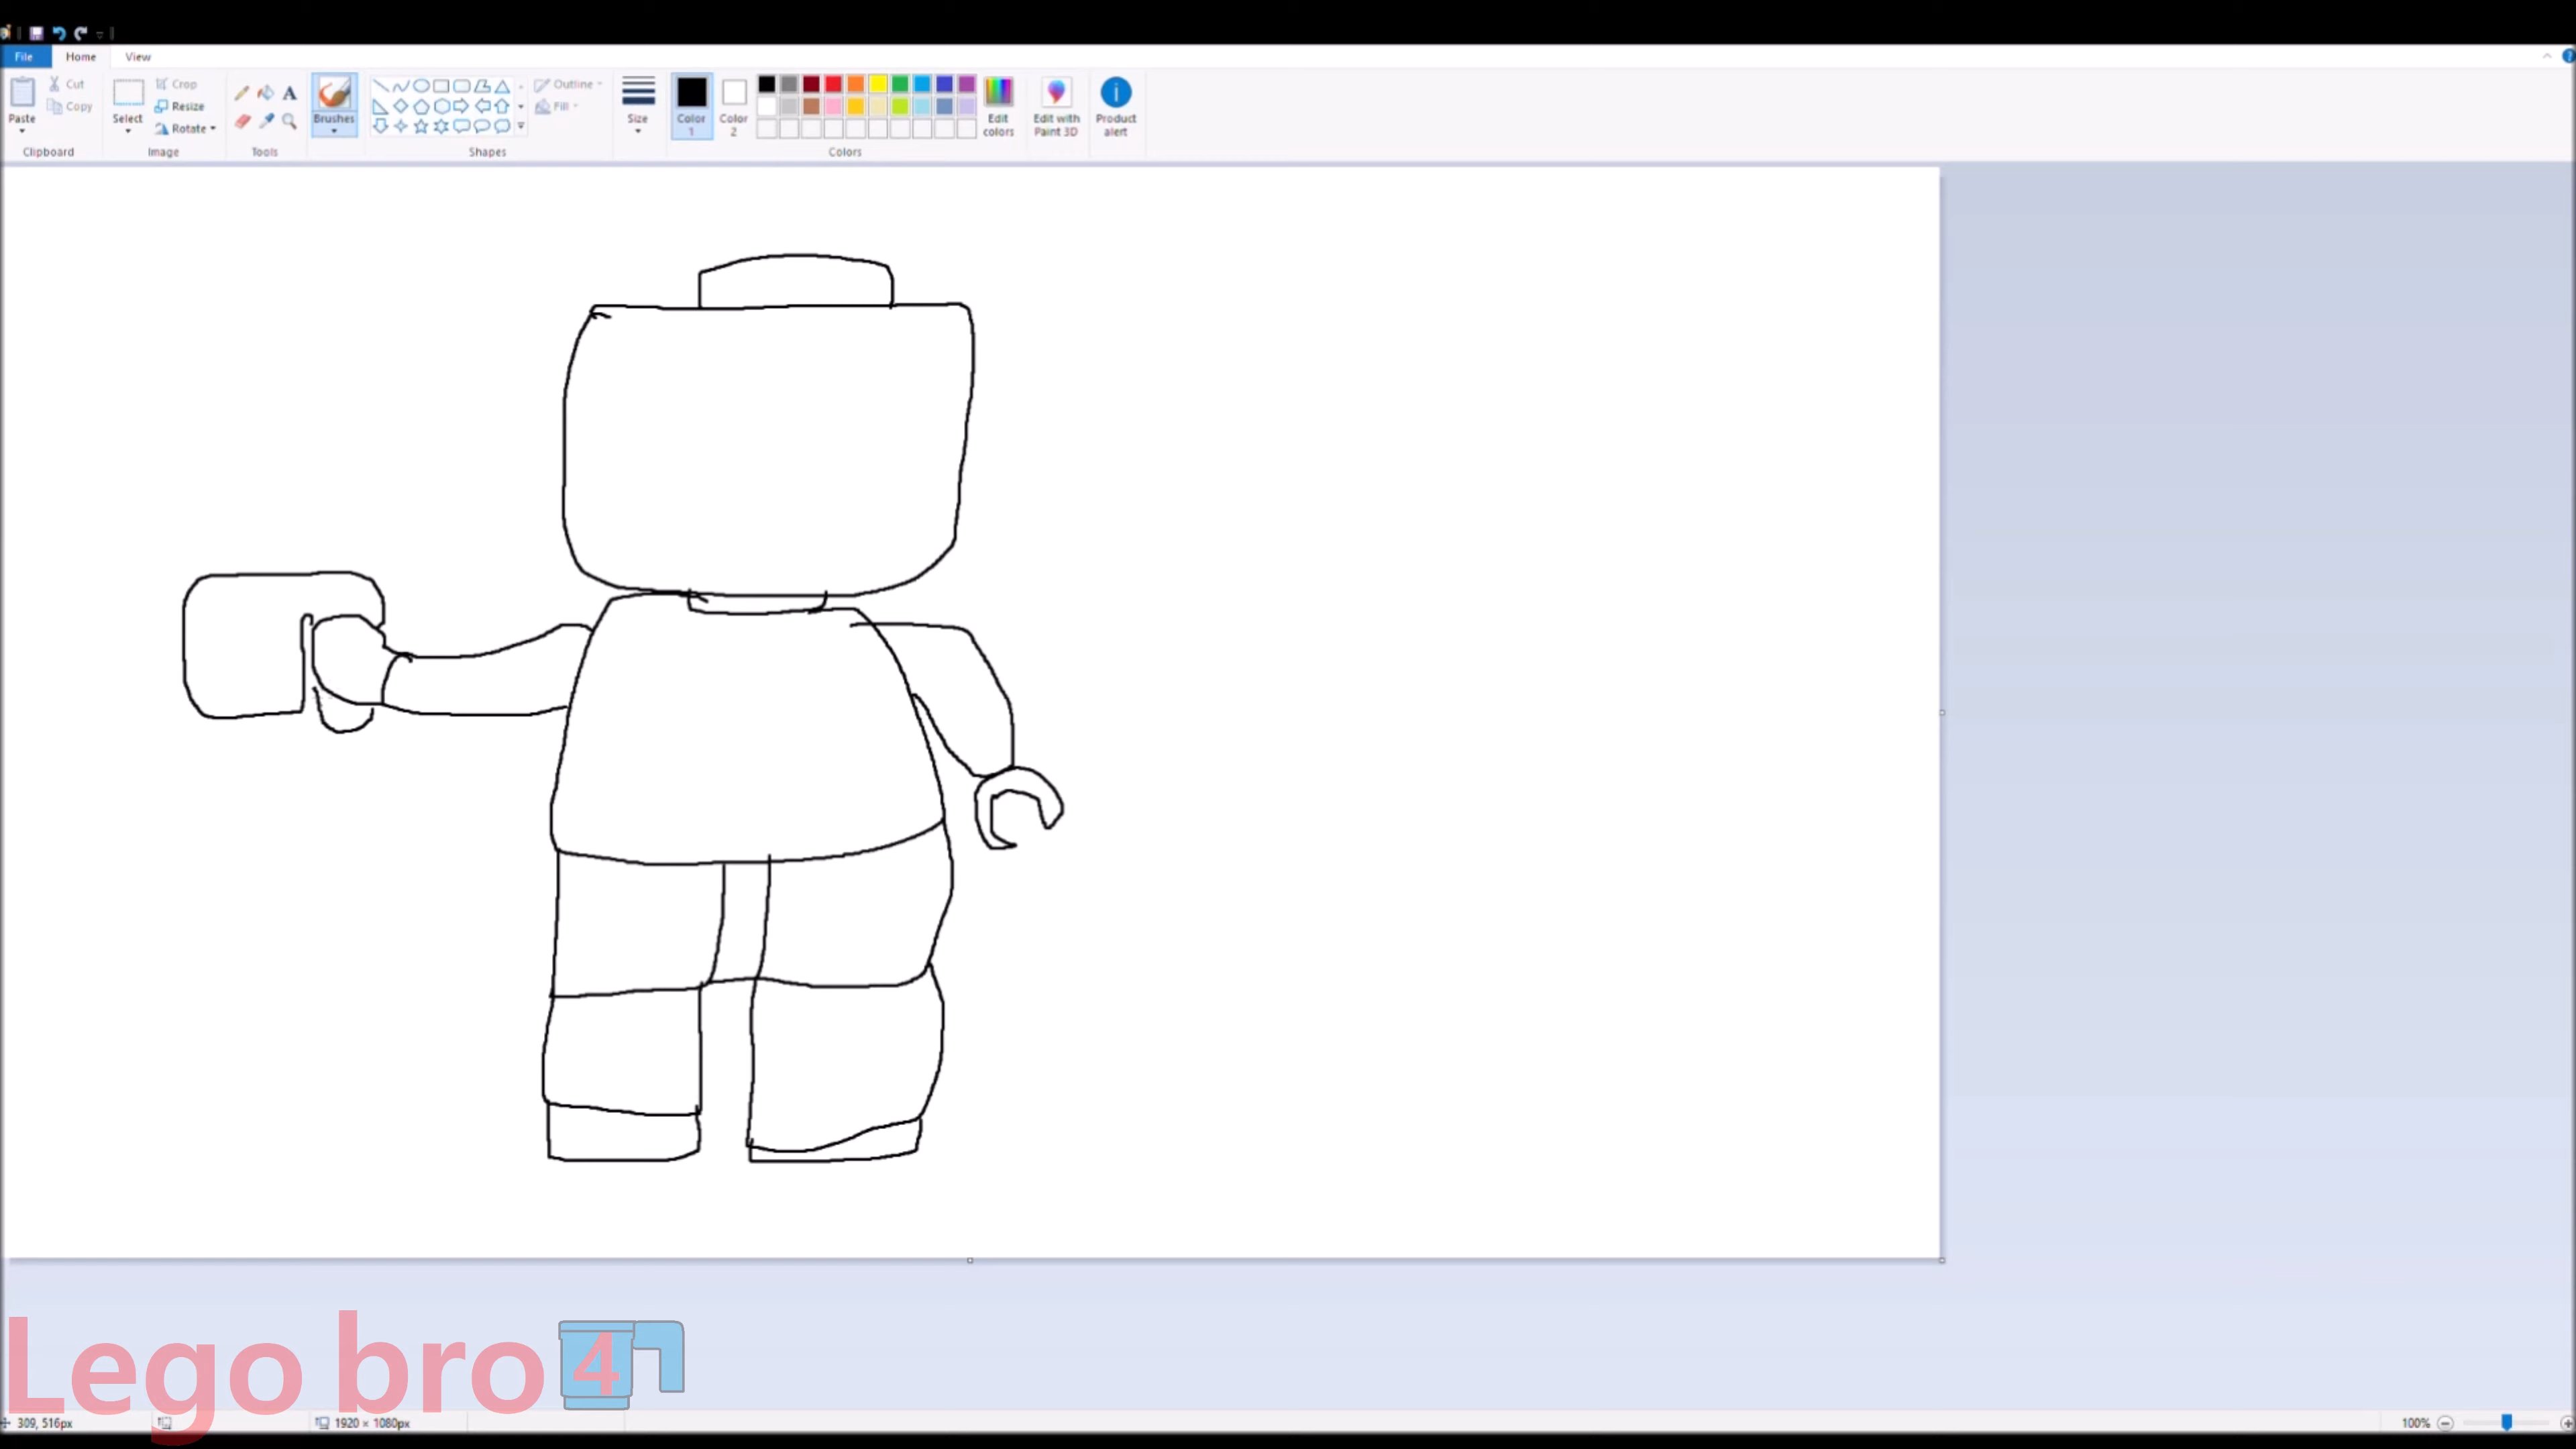 File Home View
Paste Cut Copy Clipboard
Select Crop Resize Rotate Image
A Tools
Brushes
Outline Fill Shapes
Size
Color 1 Color 2 Edit colors Colors
Edit with Paint 3D
Product alert
Lego bro 4
309, 516px 1920 × 1080px 100%